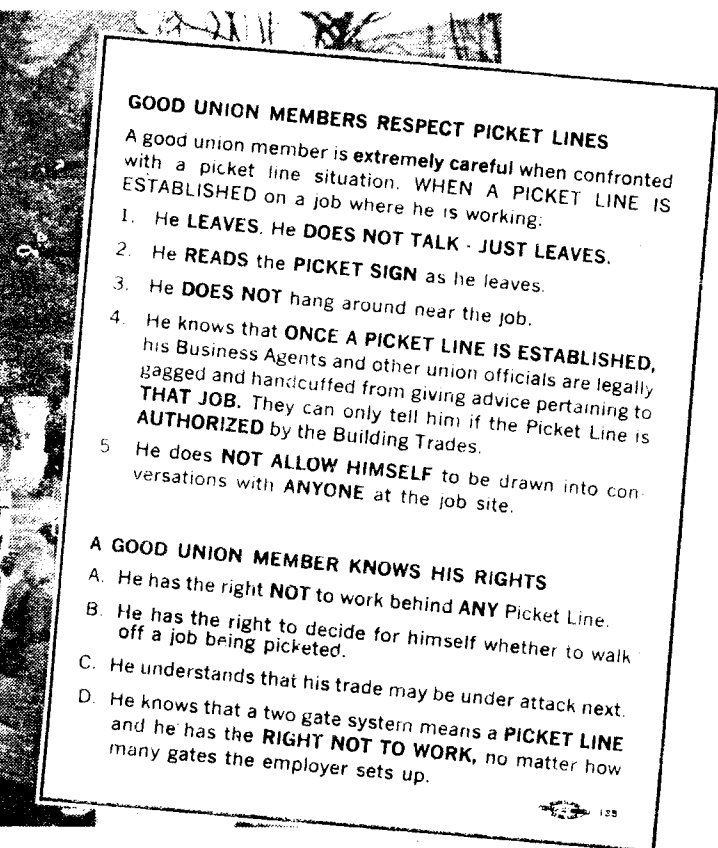 GOOD UNION MEMBERS RESPECT PICKET LINES
A good union member is extremely careful when confronted
with a picket line situation. WHEN A PICKET LINE IS
ESTABLISHED on a job where he is working:
1. He LEAVES. He DOES NOT TALK - JUST LEAVES.
2. He READS the PICKET SIGN as he leaves.
3. He DOES NOT hang around near the job.
4. He knows that ONCE A PICKET LINE IS ESTABLISHED,
his Business Agents and other union officials are legally
gagged and handcuffed from giving advice pertaining to
THAT JOB. They can only tell him if the Picket Line is
AUTHORIZED by the Building Trades.
5 He does NOT ALLOW HIMSELF to be drawn into con-
versations with ANYONE at the job site.
A GOOD UNION MEMBER KNOWS HIS RIGHTS
A. He has the right NOT to work behind ANY Picket Line.
B. He has the right to decide for himself whether to walk
off a job being picketed.
C. He understands that his trade may be under attack next.
D. He knows that a two gate system means a PICKET LINE
and he has the RIGHT NOT TO WORK, no matter how
many gates the employer sets up.